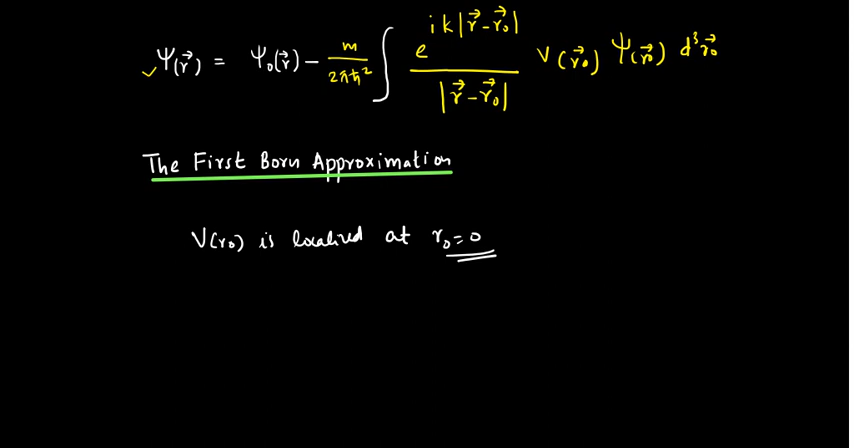 ψ(r⃗) = ψ₀(r⃗) − m/2πħ² ∫ e^{ik|r⃗−r⃗₀|}/|r⃗−r⃗₀| V(r⃗₀) ψ(r⃗₀) d³r⃗₀
The First Born Approximation
V(r₀) is localized at r₀=0